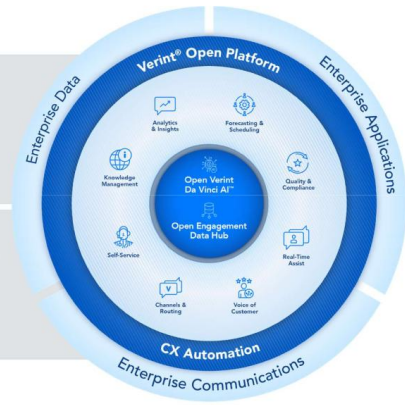 Verint® Open Platform
Enterprise Data
Enterprise Applications
Analytics
& Insights
Forecasting &
Scheduling
Knowledge
Management
Open Verint
Da Vinci AI™
Quality &
Compliance
Open Engagement
Data Hub
Self-Service
Real-Time
Assist
Channels &
Routing
V
Voice of
Customer
CX Automation
Enterprise Communications